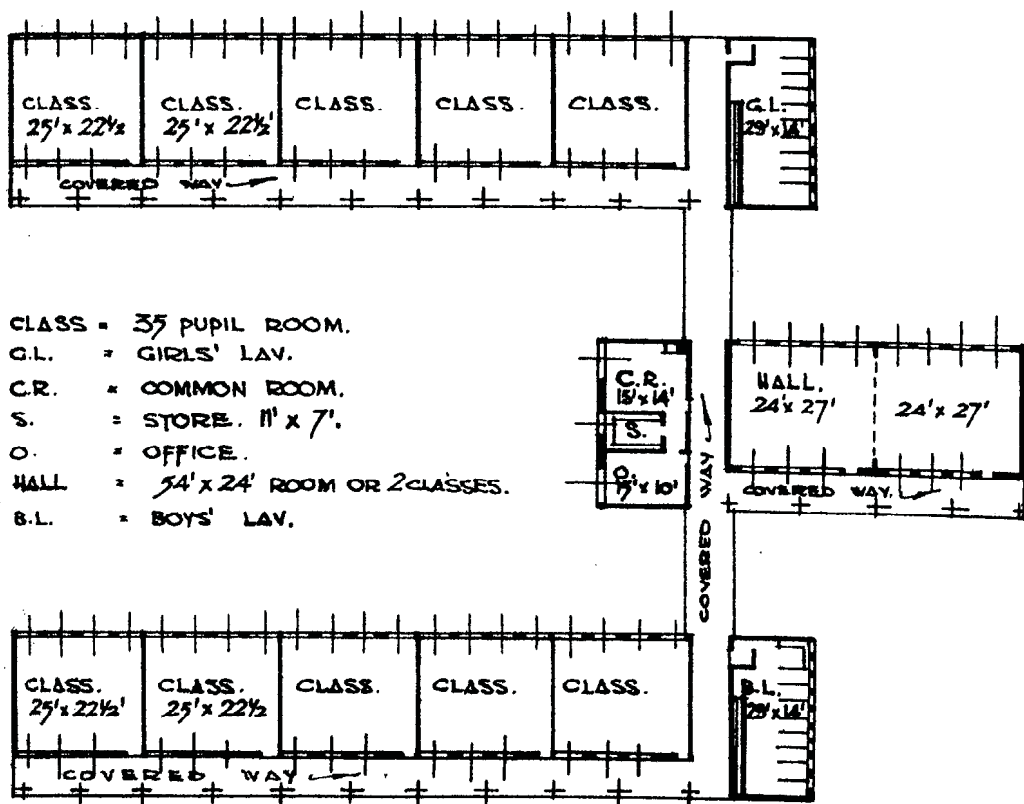 CLASS.
25' x 22½
CLASS.
25' x 22½'
CLASS.
CLASS.
CLASS.
G.L.
29' x 14'
COVERED WAY
CLASS = 35 PUPIL ROOM.
G.L. = GIRLS' LAV.
C.R. = COMMON ROOM.
S. = STORE. 11' x 7'.
O. = OFFICE.
HALL = 54' x 24' ROOM OR 2 CLASSES.
B.L. = BOYS' LAV.
C.R.
15' x 14'
S.
O
15' x 10'
COVERED WAY
HALL.
24' x 27'
24' x 27'
COVERED WAY.
CLASS.
25' x 22½'
CLASS.
25' x 22½
CLASS.
CLASS.
CLASS.
B.L.
29' x 14'
COVERED WAY